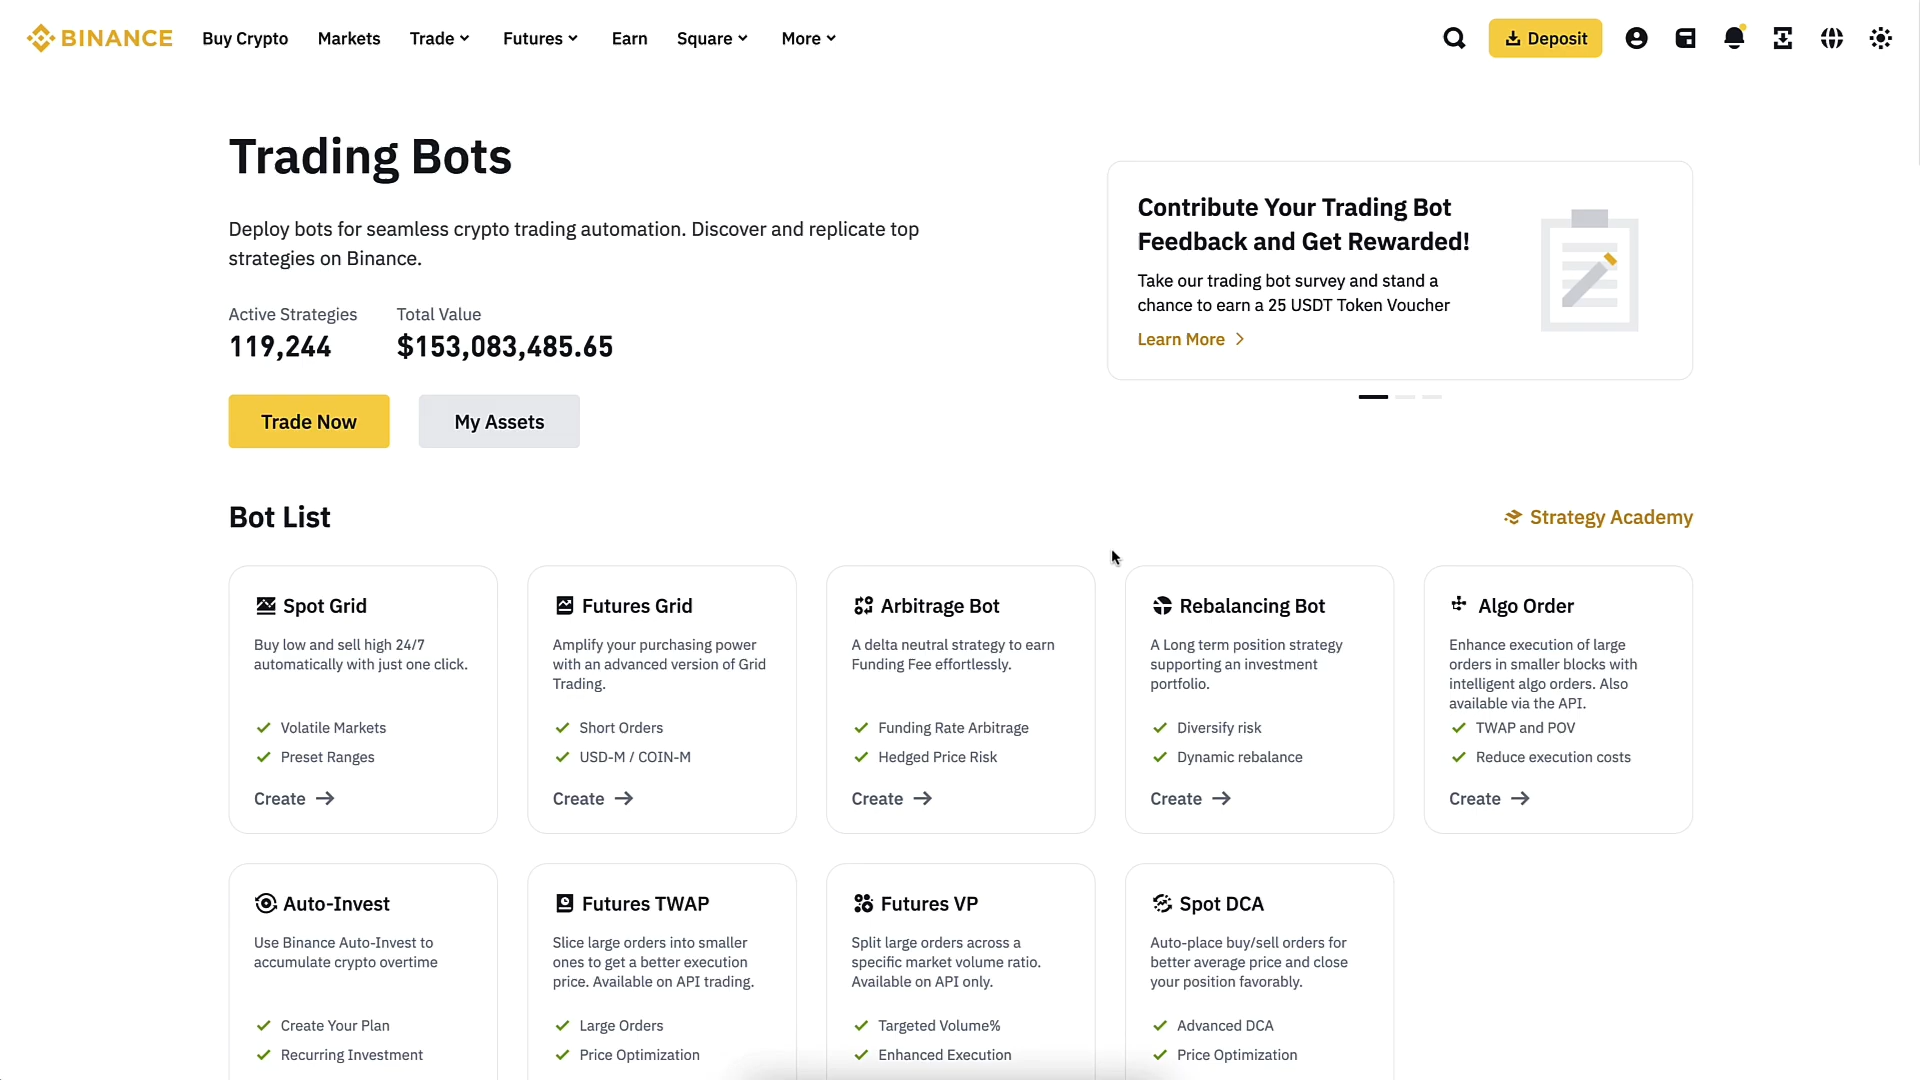 BINANCE
Buy Crypto
Markets
Trade
Futures
Earn
Square
More
Deposit
Trading Bots
Deploy bots for seamless crypto trading automation. Discover and replicate top
strategies on Binance.
Active Strategies
Total Value
119,244
$153,083,485.65
Trade Now
My Assets
Contribute Your Trading Bot
Feedback and Get Rewarded!
Take our trading bot survey and stand a
chance to earn a 25 USDT Token Voucher
Learn More
Bot List
Strategy Academy
Spot Grid
Buy low and sell high 24/7
automatically with just one click.
Volatile Markets
Preset Ranges
Create
Futures Grid
Amplify your purchasing power
with an advanced version of Grid
Trading.
Short Orders
USD-M / COIN-M
Create
Arbitrage Bot
A delta neutral strategy to earn
Funding Fee effortlessly.
Funding Rate Arbitrage
Hedged Price Risk
Create
Rebalancing Bot
A Long term position strategy
supporting an investment
portfolio.
Diversify risk
Dynamic rebalance
Create
Algo Order
Enhance execution of large
orders in smaller blocks with
intelligent algo orders. Also
available via the API.
TWAP and POV
Reduce execution costs
Create
Auto-Invest
Use Binance Auto-Invest to
accumulate crypto overtime
Create Your Plan
Recurring Investment
Futures TWAP
Slice large orders into smaller
ones to get a better execution
price. Available on API trading.
Large Orders
Price Optimization
Futures VP
Split large orders across a
specific market volume ratio.
Available on API only.
Targeted Volume%
Enhanced Execution
Spot DCA
Auto-place buy/sell orders for
better average price and close
your position favorably.
Advanced DCA
Price Optimization